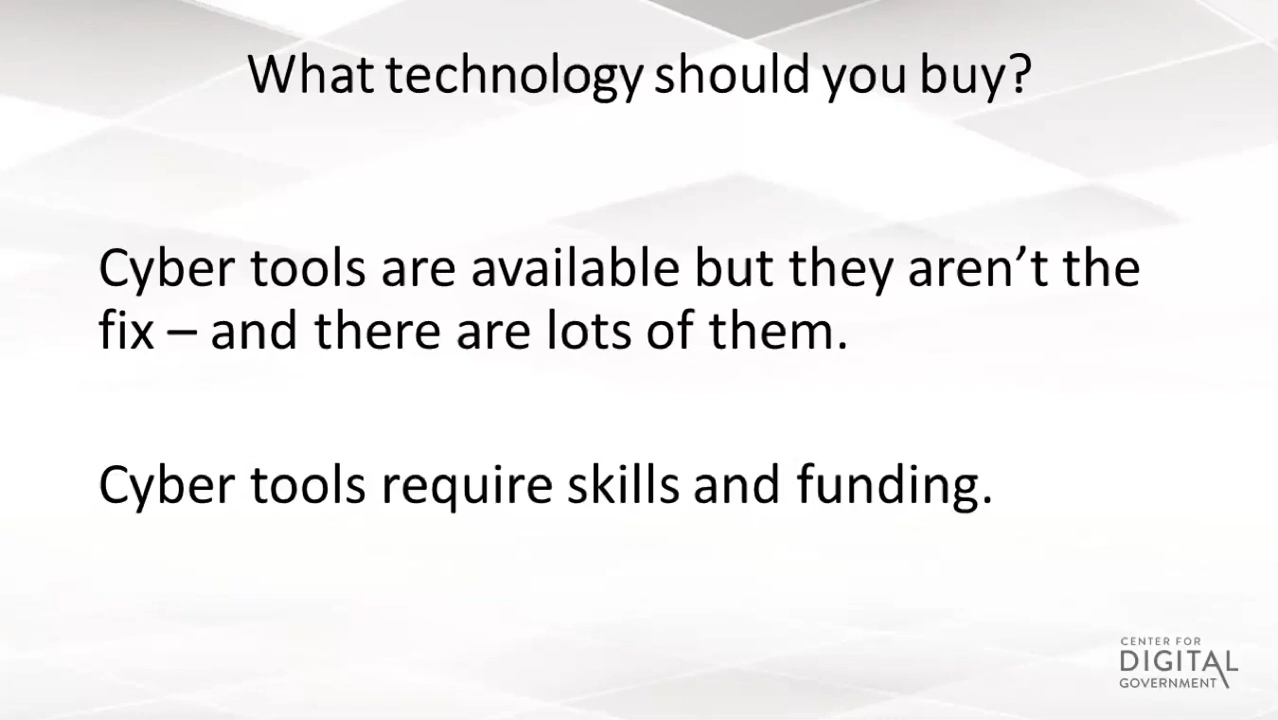 What technology should you buy?
Cyber tools are available but they aren’t the
fix – and there are lots of them.
Cyber tools require skills and funding.
CENTER FOR
DIGITAL
GOVERNMENT